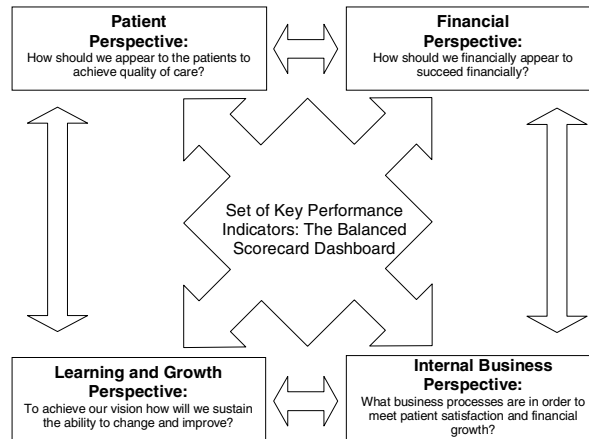 Patient
Perspective:
How should we appear to the patients to
achieve quality of care?
Financial
Perspective:
How should we financially appear to
succeed financially?
Set of Key Performance
Indicators: The Balanced
Scorecard Dashboard
Learning and Growth
Perspective:
To achieve our vision how will we sustain
the ability to change and improve?
Internal Business
Perspective:
What business processes are in order to
meet patient satisfaction and financial
growth?